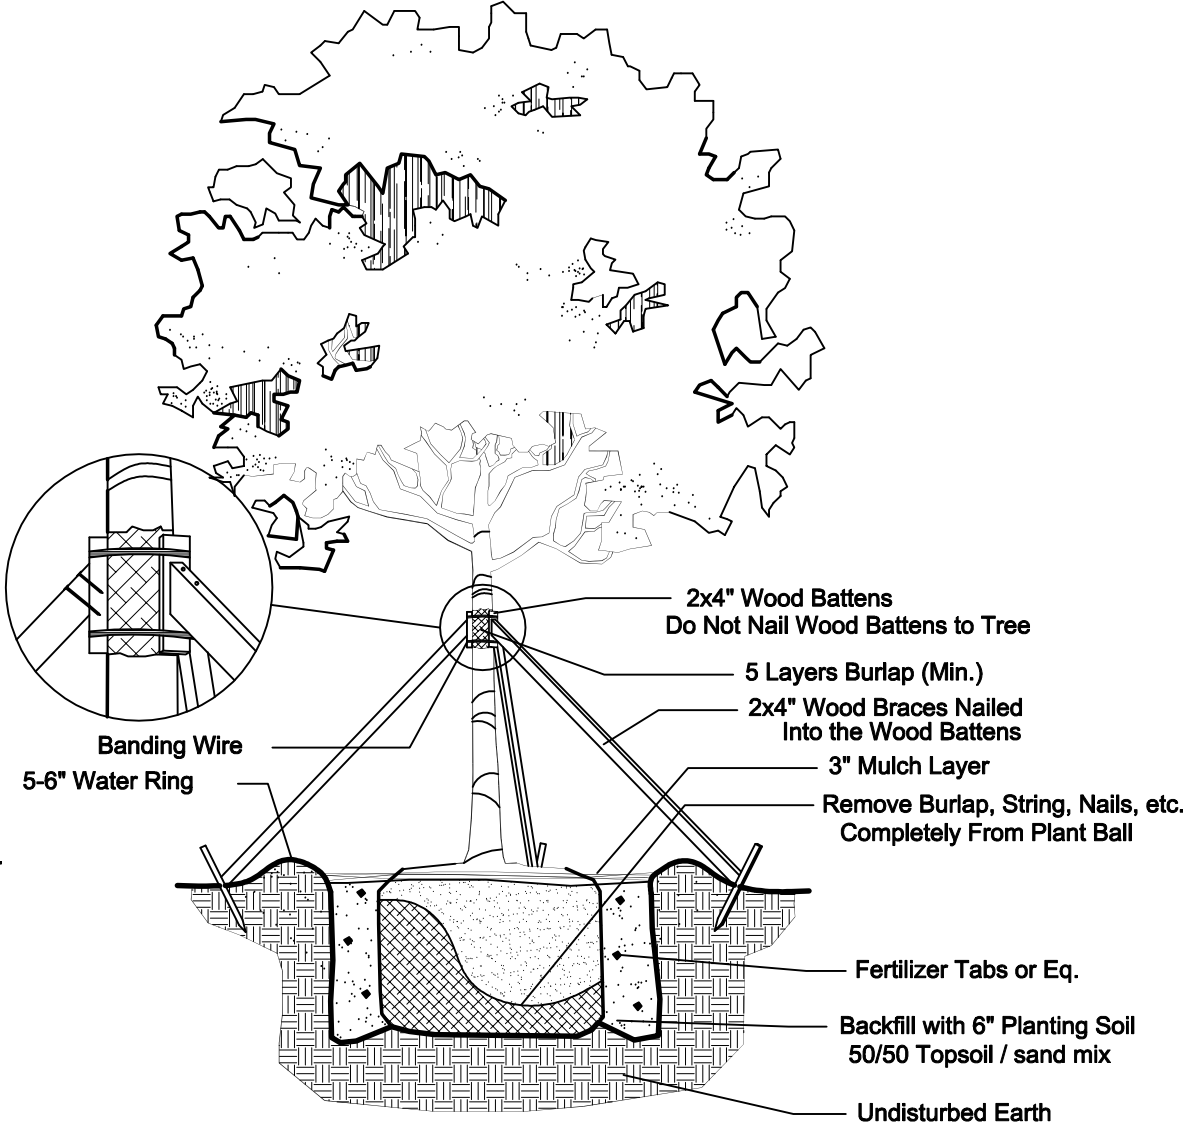 2x4" Wood Battens
Do Not Nail Wood Battens to Tree
5 Layers Burlap (Min.)
2x4" Wood Braces Nailed
Into the Wood Battens
Banding Wire
3" Mulch Layer
5-6" Water Ring
Remove Burlap, String, Nails, etc.
Completely From Plant Ball
Fertilizer Tabs or Eq.
Backfill with 6" Planting Soil
50/50 Topsoil / sand mix
Undisturbed Earth